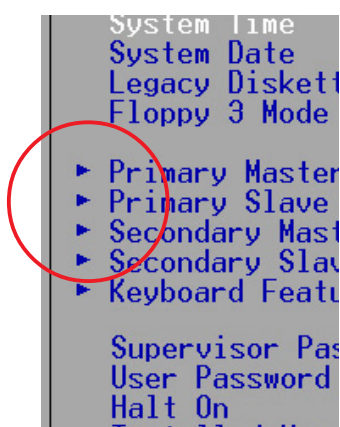 System Time
System Date
Legacy Diskett
Floppy 3 Mode
Primary Master
Primary Slave
Secondary Mast
Secondary Slav
Keyboard Featu
Supervisor Pas
User Password
Halt On